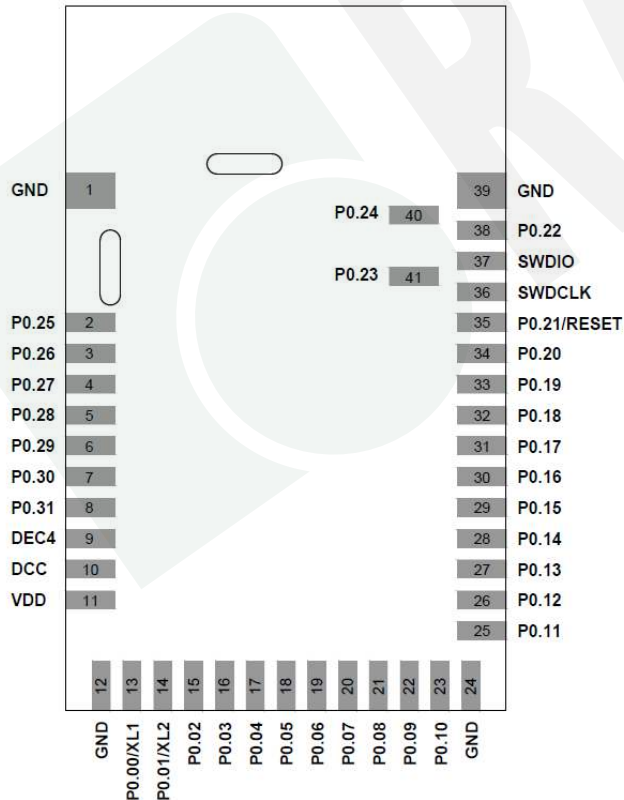 GND 1
39 GND
P0.24 40
38 P0.22
37 SWDIO
P0.23 41
36 SWDCLK
P0.25 2
35 P0.21/RESET
P0.26 3
34 P0.20
P0.27 4
33 P0.19
P0.28 5
32 P0.18
P0.29 6
31 P0.17
P0.30 7
30 P0.16
P0.31 8
29 P0.15
DEC4 9
28 P0.14
DCC 10
27 P0.13
VDD 11
26 P0.12
25 P0.11
12 13 14 15 16 17 18 19 20 21 22 23 24
GND
P0.00/XL1
P0.01/XL2
P0.02
P0.03
P0.04
P0.05
P0.06
P0.07
P0.08
P0.09
P0.10
GND